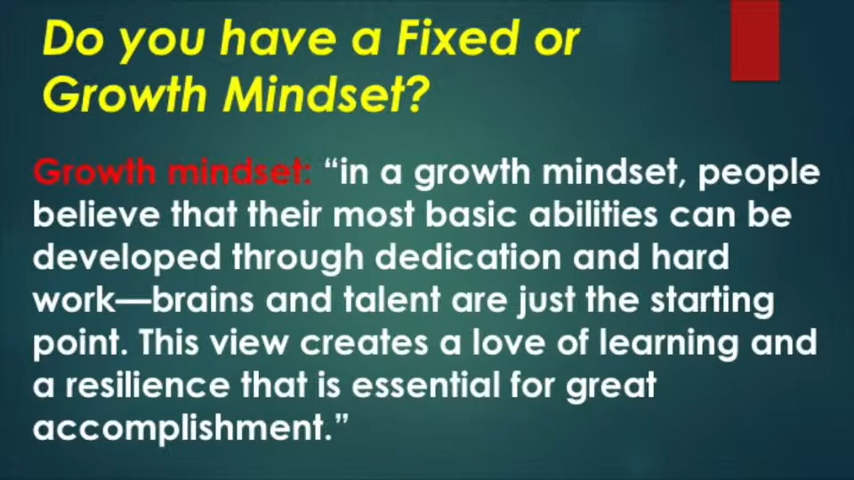 Do you have a Fixed or
Growth Mindset?
Growth mindset: “in a growth mindset, people
believe that their most basic abilities can be
developed through dedication and hard
work—brains and talent are just the starting
point. This view creates a love of learning and
a resilience that is essential for great
accomplishment.”